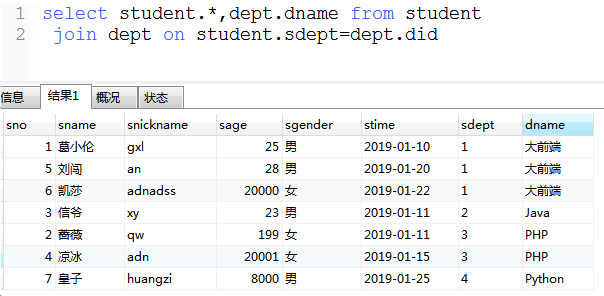 1 select student.*,dept.dname from student
2 join dept on student.sdept=dept.did
信息 结果1 概况 状态
sno sname snickname sage sgender stime sdept dname
1 葛小伦 gxl 25 男 2019-01-10 1 大前端
5 刘闯 an 28 男 2019-01-20 1 大前端
6 凯莎 adnadss 20000 女 2019-01-22 1 大前端
3 信爷 xy 23 男 2019-01-11 2 Java
2 蔷薇 qw 199 女 2019-01-11 3 PHP
4 凉冰 adn 20001 女 2019-01-15 3 PHP
7 皇子 huangzi 8000 男 2019-01-25 4 Python